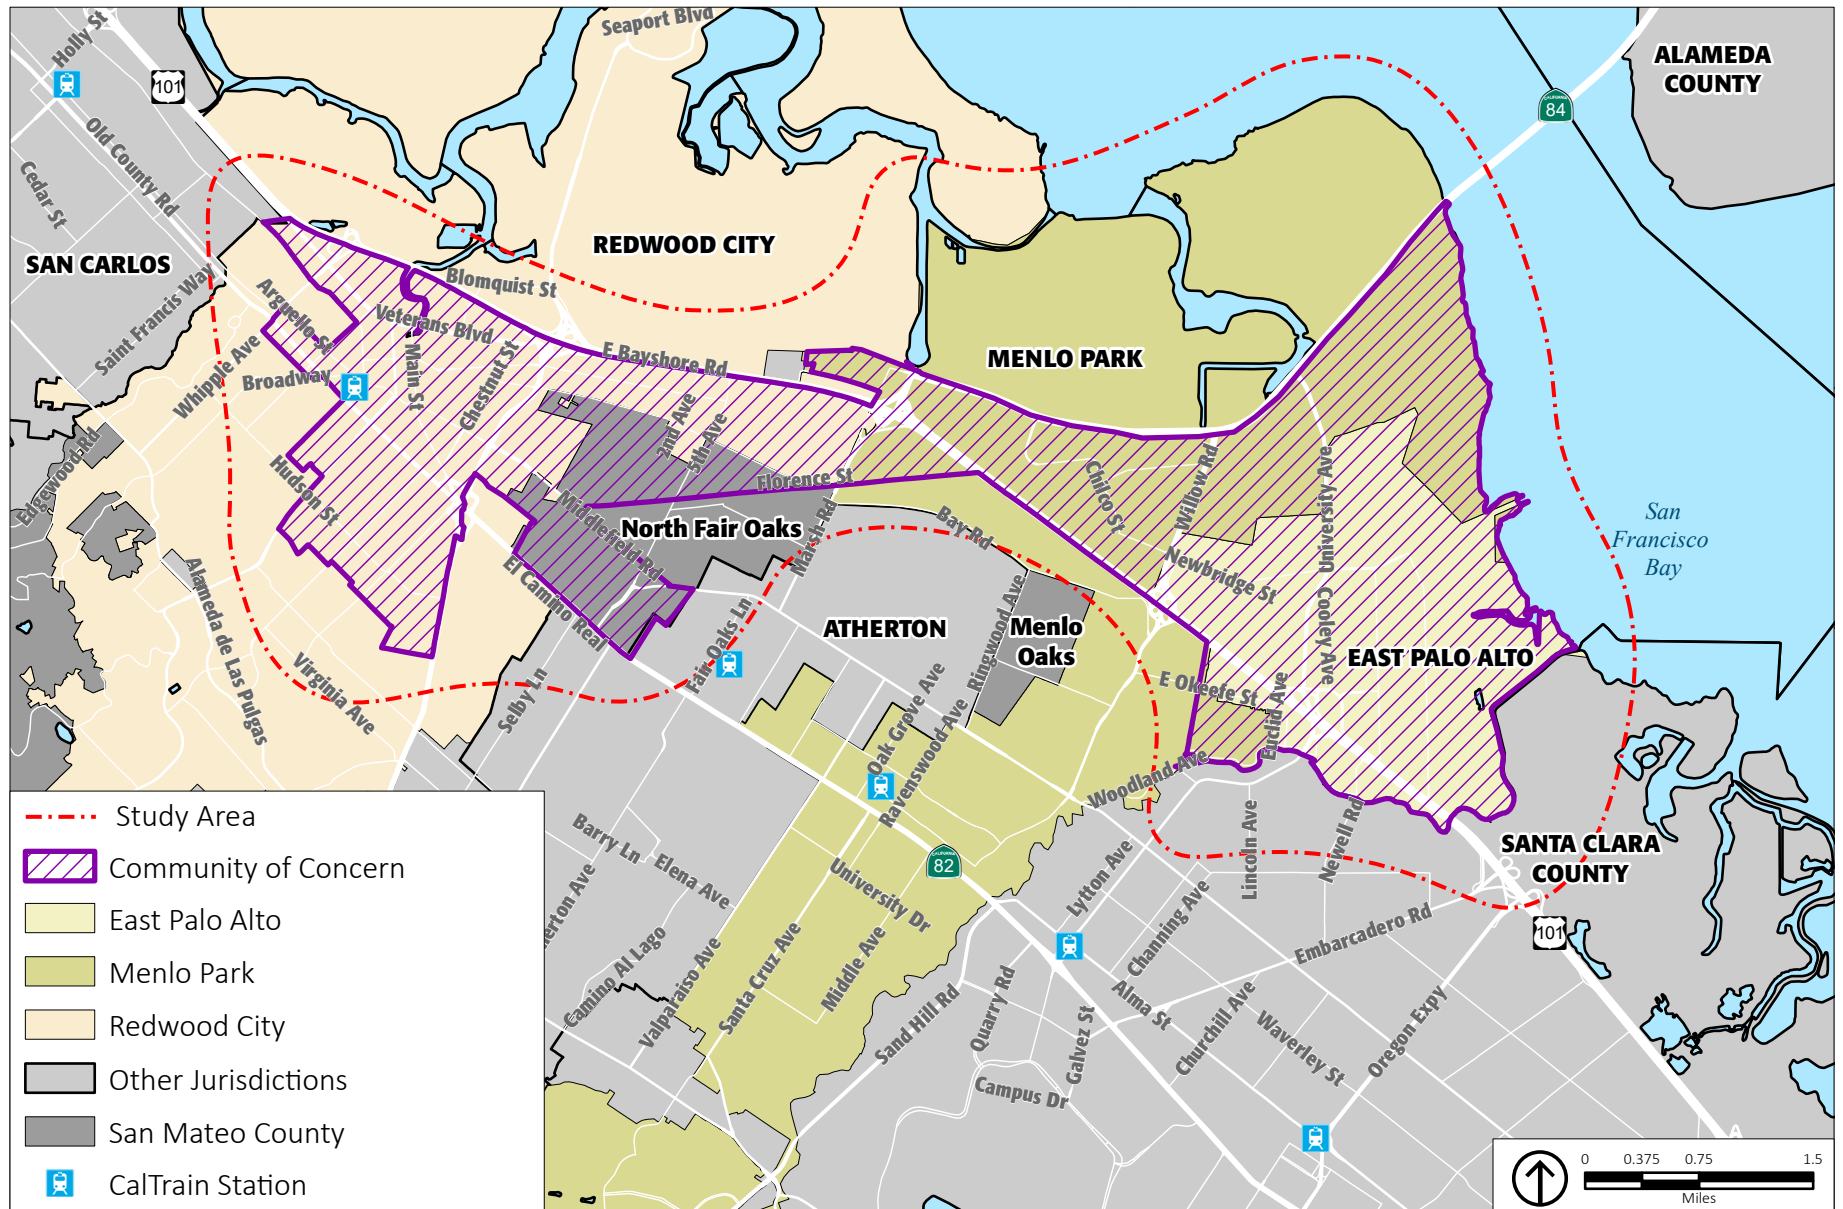 Seaport Blvd
Holly St
ALAMEDA
COUNTY
101
84
CALIFORNIA
Old County Rd
Cedar St
SAN CARLOS
REDWOOD CITY
Saint Francis Way
Blomquist St
Arguello St
Veterans Blvd
E Bayshore Rd
MENLO PARK
Whipple Ave
Broadway
Main St
Chestnut St
2nd Ave
5th Ave
Florence St
Edgewood Rd
Hudson St
Middlefield Rd
North Fair Oaks
Marsh Rd
Bay Rd
Chilco St
Willow Rd
University Ave
Newbridge St
San
Francisco
Bay
El Camino Real
Alameda de Las Pulgas
Virginia Ave
Selby Ln
Fair Oaks Ln
ATHERTON
Ringwood Ave
Menlo
Oaks
Cooley Ave
EAST PALO ALTO
E Okeefe St
Euclid Ave
Oak Grove Ave
Ravenswood Ave
Woodland Ave
Barry Ln
Elena Ave
erton Ave
Camino Al Lago
Valparaiso Ave
Santa Cruz Ave
University Dr
Middle Ave
CALIFORNIA
82
Lytton Ave
Lincoln Ave
Newell Rd
SANTA CLARA
COUNTY
Channing Ave
Embarcadero Rd
101
Sand Hill Rd
Quarry Rd
Galvez St
Alma St
Churchill Ave
Waverley St
Oregon Expy
Campus Dr
A
Study Area
Community of Concern
East Palo Alto
Menlo Park
Redwood City
Other Jurisdictions
San Mateo County
CalTrain Station
0 0.375 0.75 1.5
Miles